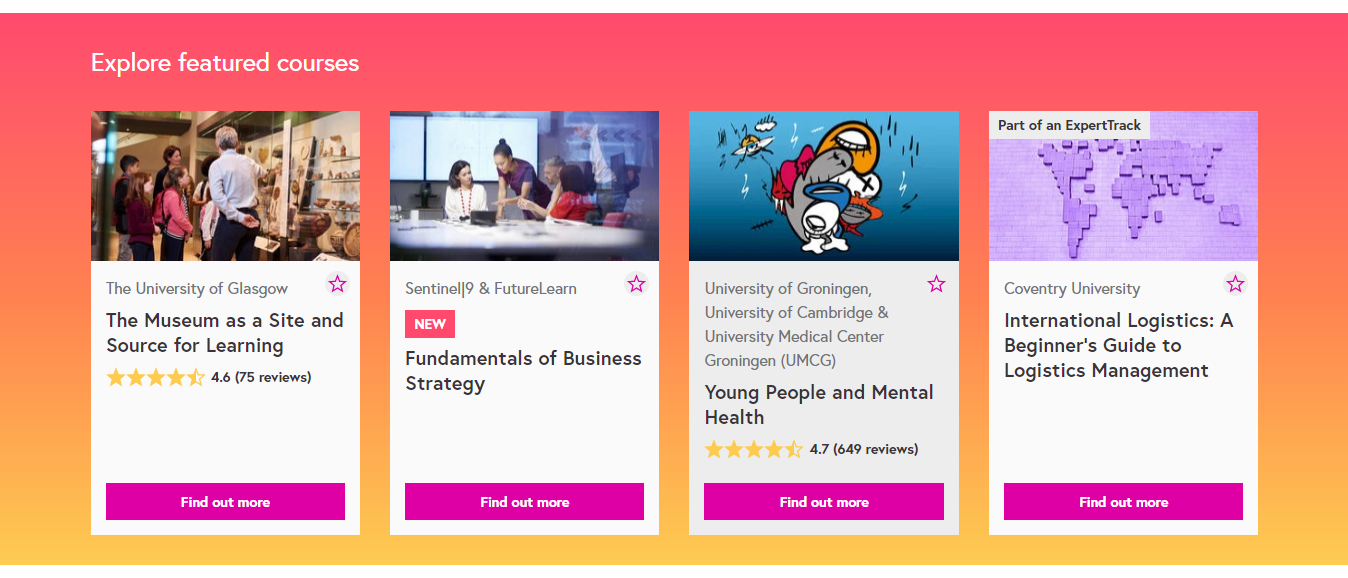 Explore featured courses
The University of Glasgow
The Museum as a Site and
Source for Learning
4.6 (75 reviews)
Find out more
Sentinel|9 & FutureLearn
NEW
Fundamentals of Business
Strategy
Find out more
University of Groningen,
University of Cambridge &
University Medical Center
Groningen (UMCG)
Young People and Mental
Health
4.7 (649 reviews)
Find out more
Part of an ExpertTrack
Coventry University
International Logistics: A
Beginner's Guide to
Logistics Management
Find out more